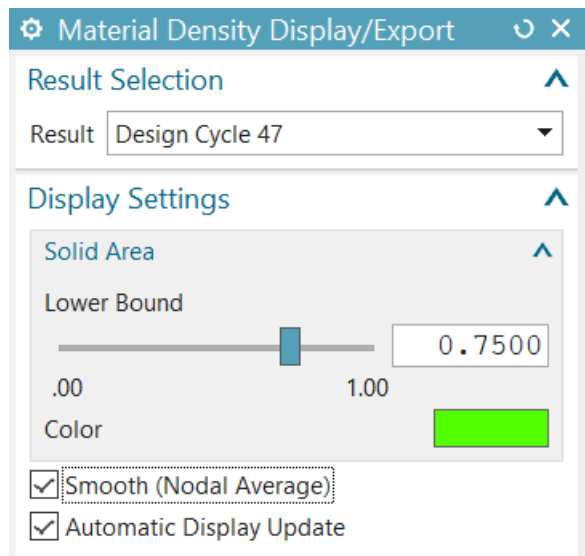 Material Density Display/Export
Result Selection
Result Design Cycle 47
Display Settings
Solid Area
Lower Bound
0.7500
.00 1.00
Color
Smooth (Nodal Average)
Automatic Display Update